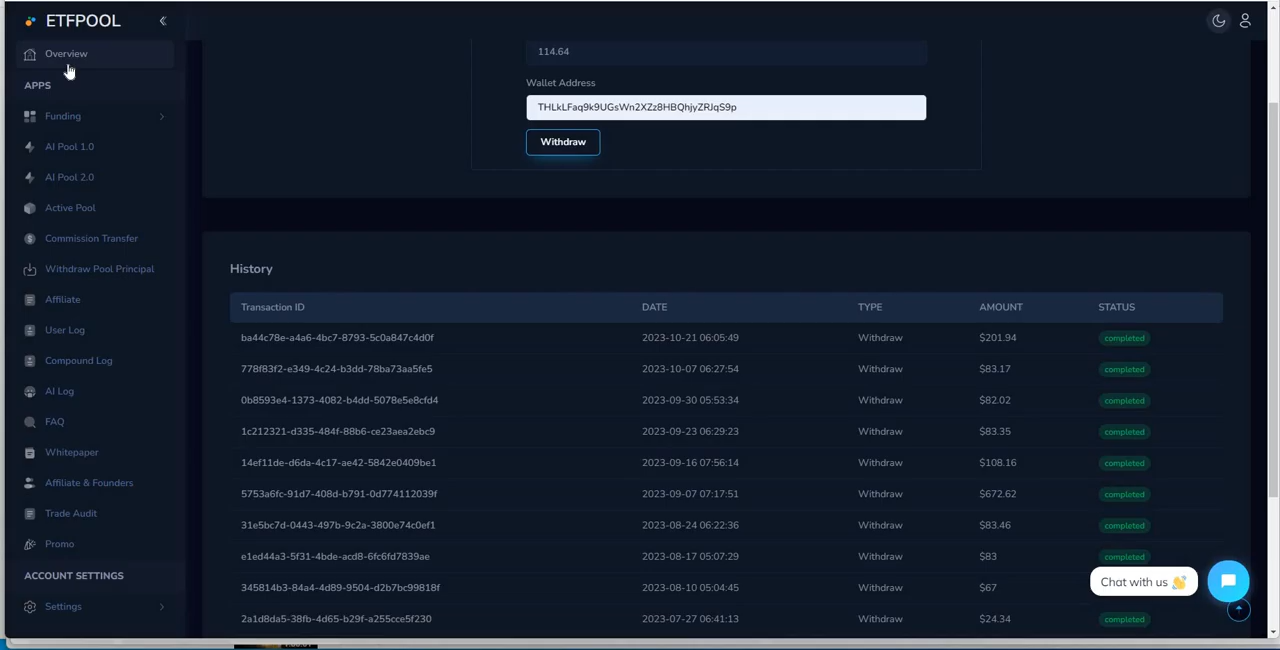 ETFPOOL
Overview
APPS
Funding
AI Pool 1.0
AI Pool 2.0
Active Pool
Commission Transfer
Withdraw Pool Principal
Affiliate
User Log
Compound Log
AI Log
FAQ
Whitepaper
Affiliate & Founders
Trade Audit
Promo
ACCOUNT SETTINGS
Settings
114.64
Wallet Address
THLkLFaq9k9UGsWn2XZz8HBQhjyZRJqS9p
Withdraw
History
Transaction ID DATE TYPE AMOUNT STATUS
ba44c78e-a4a6-4bc7-8793-5c0a847c4d0f 2023-10-21 06:05:49 Withdraw $201.94 completed
778f83f2-e349-4c24-b3dd-78ba73aa5fe5 2023-10-07 06:27:54 Withdraw $83.17 completed
0b8593e4-1373-4082-b4dd-5078e5e8cfd4 2023-09-30 05:53:34 Withdraw $82.02 completed
1c212321-d335-484f-88b6-ce23aea2ebc9 2023-09-23 06:29:23 Withdraw $83.35 completed
14ef11de-d6da-4c17-ae42-5842e0409be1 2023-09-16 07:56:14 Withdraw $108.16 completed
5753a6fc-91d7-408d-b791-0d774112039f 2023-09-07 07:17:51 Withdraw $672.62 completed
31e5bc7d-0443-497b-9c2a-3800e74c0ef1 2023-08-24 06:22:36 Withdraw $83.46 completed
e1ed44a3-5f31-4bde-acd8-6fc6fd7839ae 2023-08-17 05:07:29 Withdraw $83 completed
345814b3-84a4-4d89-9504-d2b7bc99818f 2023-08-10 05:04:45 Withdraw $67
2a1d8da5-38fb-4d65-b29f-a255cce5f230 2023-07-27 06:41:13 Withdraw $24.34 completed
Chat with us 👋